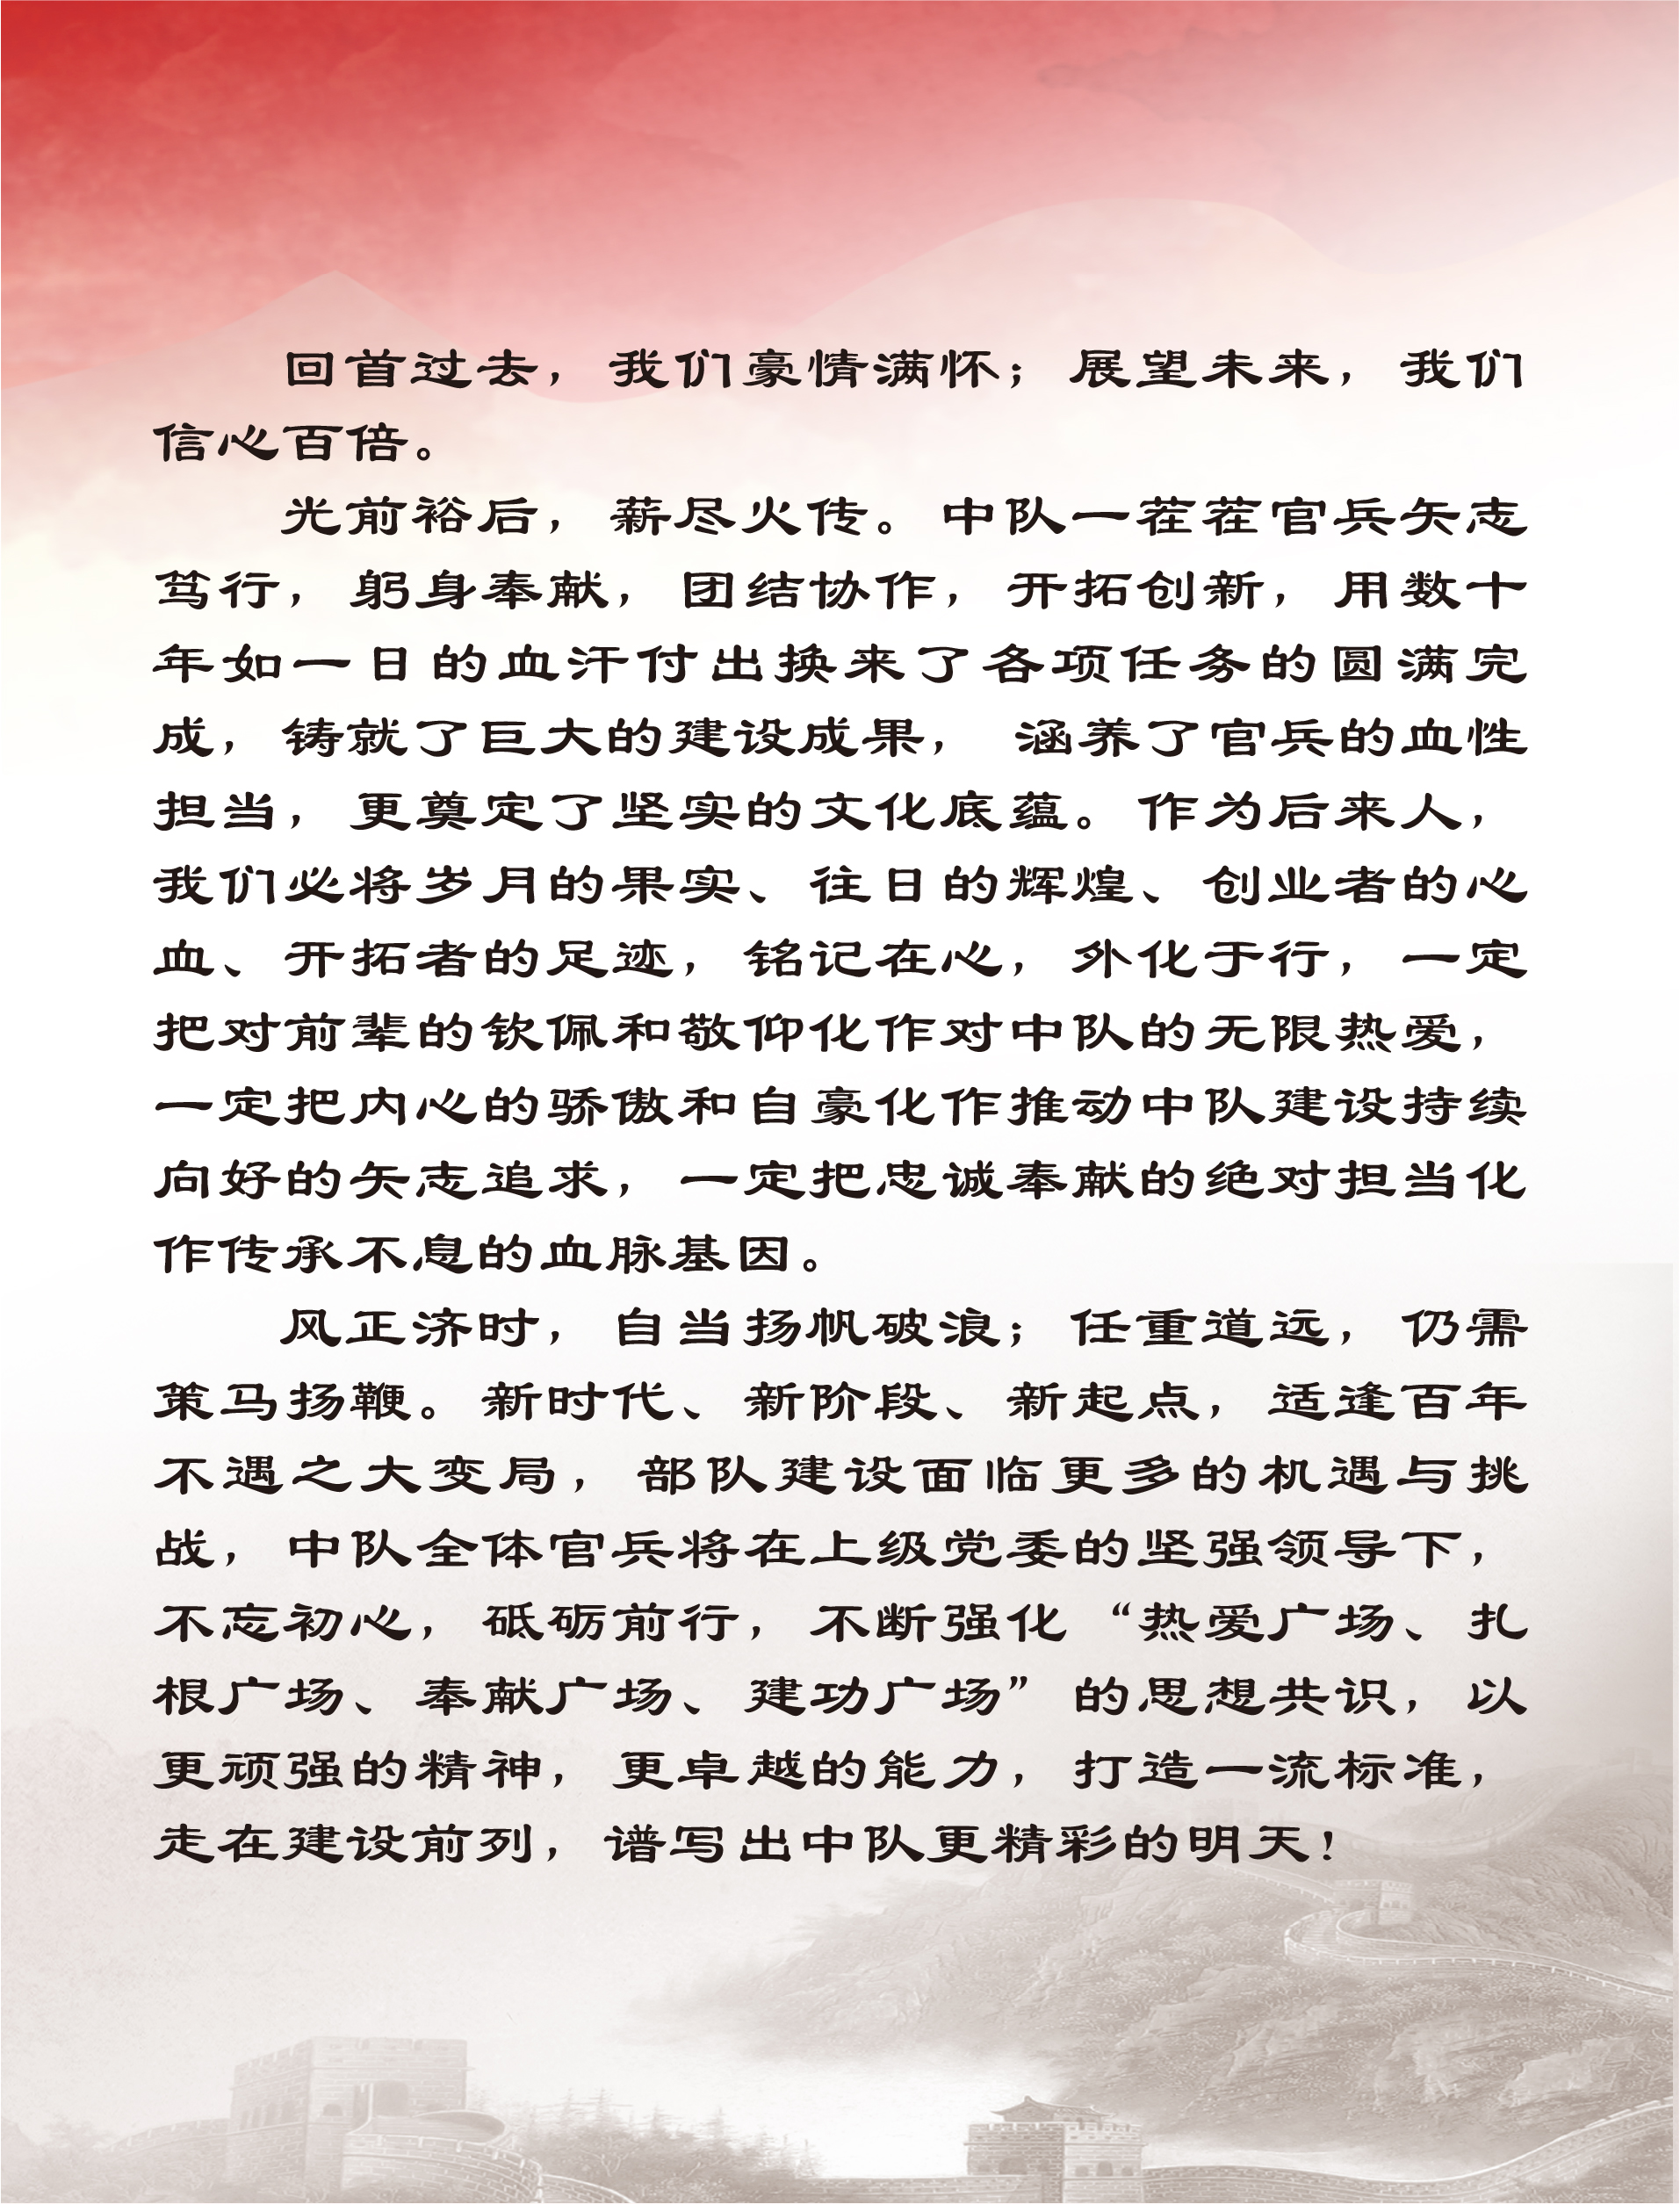 回首过去，我们豪情满怀；展望未来，我们
信心百倍。
光前裕后，薪尽火传。中队一茬茬官兵矢志
笃行，躬身奉献，团结协作，开拓创新，用数十
年如一日的血汗付出换来了各项任务的圆满完
成，铸就了巨大的建设成果， 涵养了官兵的血性
担当，更奠定了坚实的文化底蕴。作为后来人，
我们必将岁月的果实、往日的辉煌、创业者的心
血、开拓者的足迹，铭记在心，外化于行，一定
把对前辈的钦佩和敬仰化作对中队的无限热爱，
一定把内心的骄傲和自豪化作推动中队建设持续
向好的矢志追求，一定把忠诚奉献的绝对担当化
作传承不息的血脉基因。
风正济时，自当扬帆破浪；任重道远，仍需
策马扬鞭。新时代、新阶段、新起点，适逢百年
不遇之大变局，部队建设面临更多的机遇与挑
战，中队全体官兵将在上级党委的坚强领导下，
不忘初心，砥砺前行，不断强化“热爱广场、扎
根广场、奉献广场、建功广场”的思想共识，以
更顽强的精神，更卓越的能力，打造一流标准，
走在建设前列，谱写出中队更精彩的明天！